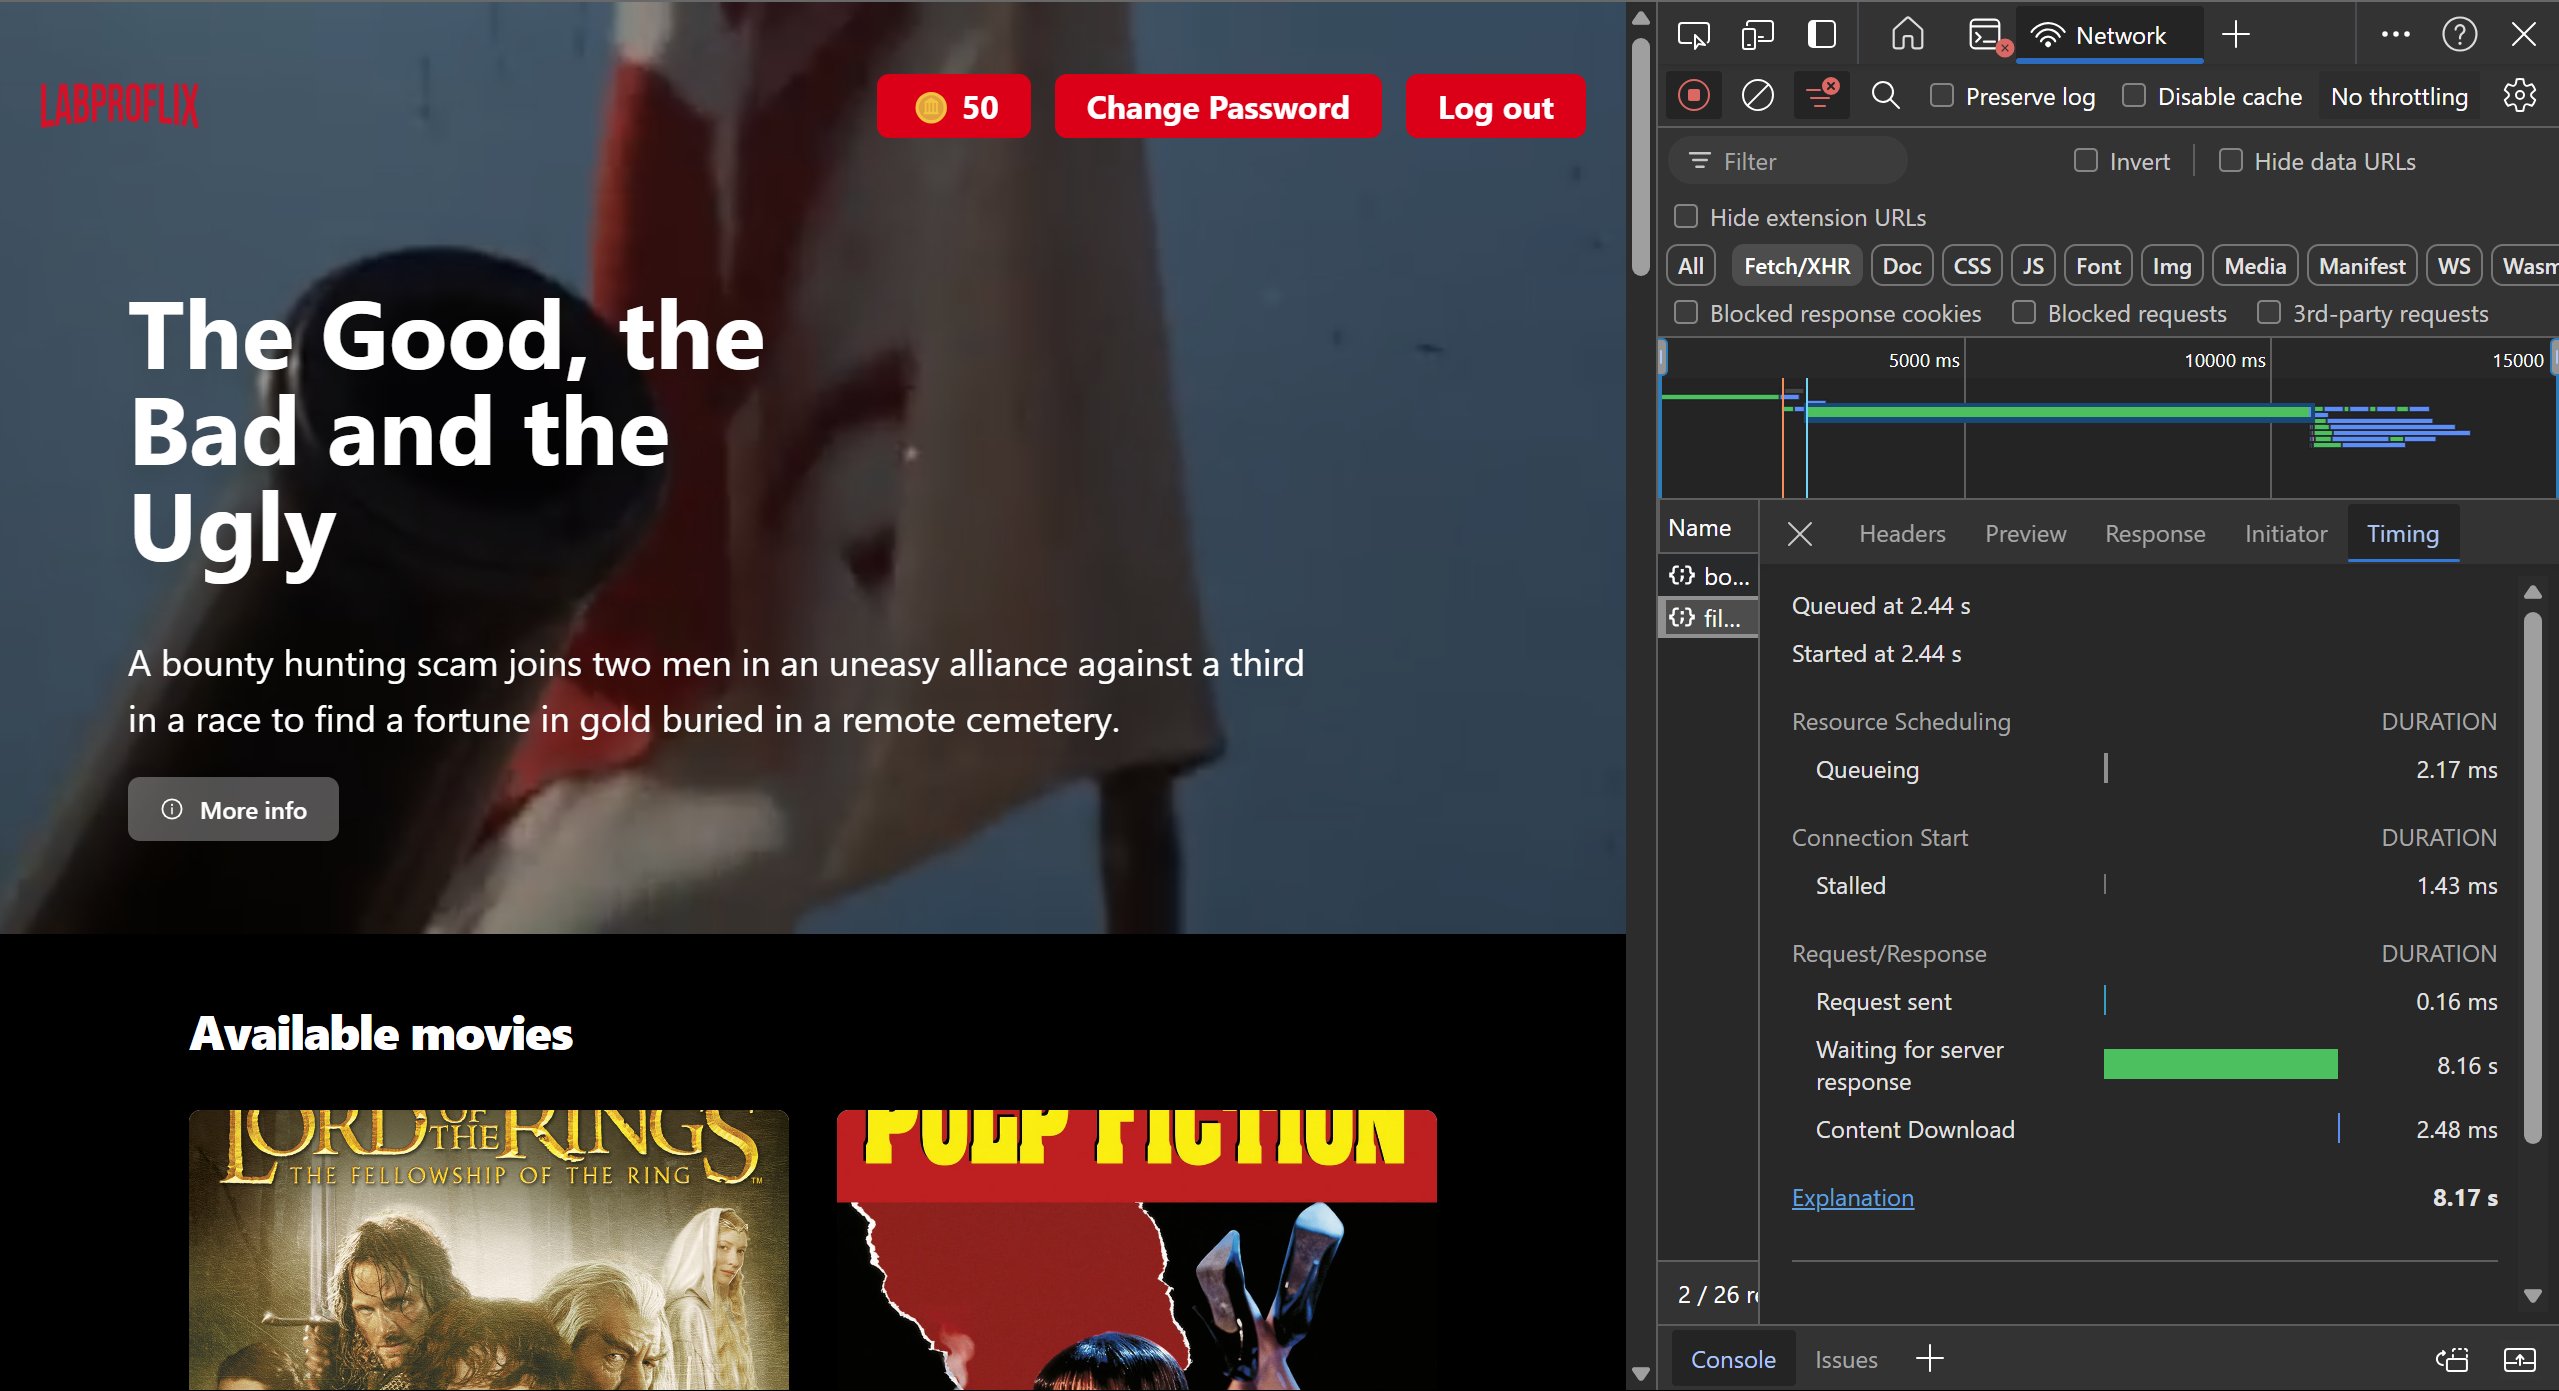 LABPROFLIX
50
Change Password
Log out
The Good, the
Bad and the
Ugly
A bounty hunting scam joins two men in an uneasy alliance against a third
in a race to find a fortune in gold buried in a remote cemetery.
More info
Available movies
LORD OF THE RINGS
THE FELLOWSHIP OF THE RING ™
PULP FICTION
Network
Preserve log
Disable cache
No throttling
Filter
Invert
Hide data URLs
Hide extension URLs
All
Fetch/XHR
Doc
CSS
JS
Font
Img
Media
Manifest
WS
Wasm
Blocked response cookies
Blocked requests
3rd-party requests
5000 ms
10000 ms
15000
Name
bo...
fil...
2 / 26 re
Headers
Preview
Response
Initiator
Timing
Queued at 2.44 s
Started at 2.44 s
Resource Scheduling
DURATION
Queueing
2.17 ms
Connection Start
DURATION
Stalled
1.43 ms
Request/Response
DURATION
Request sent
0.16 ms
Waiting for server
response
8.16 s
Content Download
2.48 ms
Explanation
8.17 s
Console
Issues